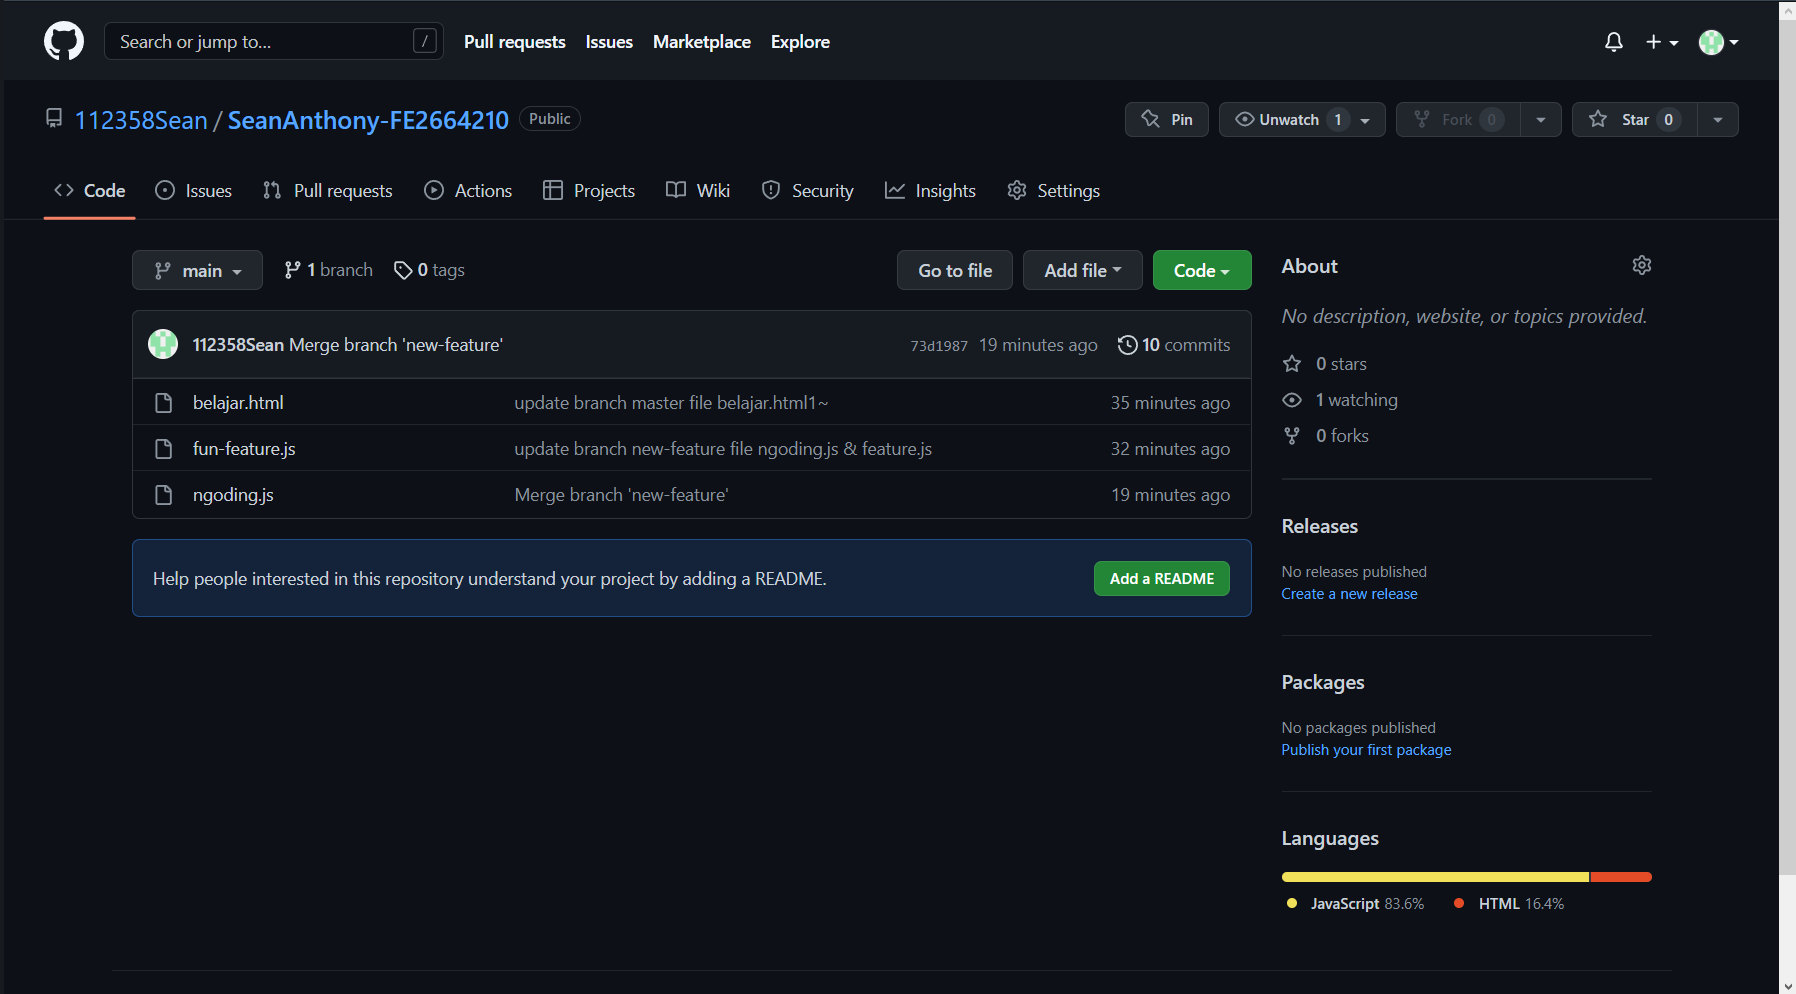 Search or jump to... /
Pull requests Issues Marketplace Explore
112358Sean / SeanAnthony-FE2664210 Public
Pin Unwatch 1 Fork 0 Star 0
Code Issues Pull requests Actions Projects Wiki Security Insights Settings
main 1 branch 0 tags Go to file Add file Code
112358Sean Merge branch 'new-feature' 73d1987 19 minutes ago 10 commits
belajar.html update branch master file belajar.html1~ 35 minutes ago
fun-feature.js update branch new-feature file ngoding.js & feature.js 32 minutes ago
ngoding.js Merge branch 'new-feature' 19 minutes ago
Help people interested in this repository understand your project by adding a README. Add a README
About
No description, website, or topics provided.
0 stars
1 watching
0 forks
Releases
No releases published
Create a new release
Packages
No packages published
Publish your first package
Languages
JavaScript 83.6% HTML 16.4%